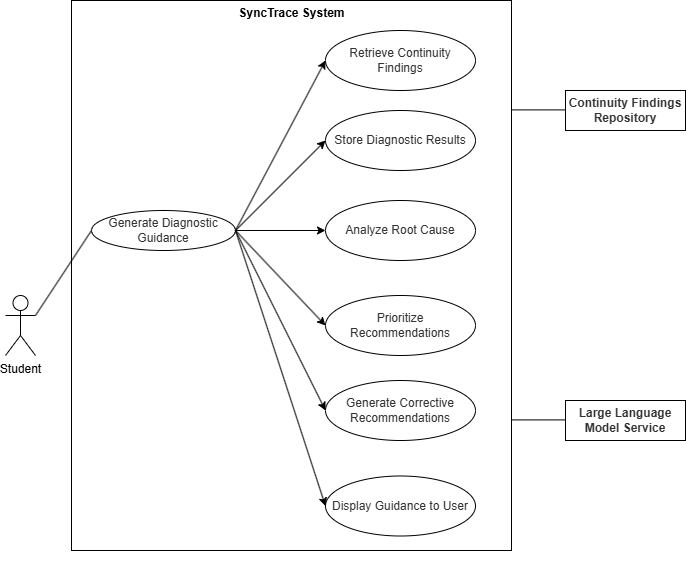 SyncTrace System
Retrieve Continuity
Findings
Continuity Findings
Repository
Store Diagnostic Results
Generate Diagnostic
Guidance
Analyze Root Cause
Prioritize
Recommendations
Student
Generate Corrective
Recommendations
Large Language
Model Service
Display Guidance to User